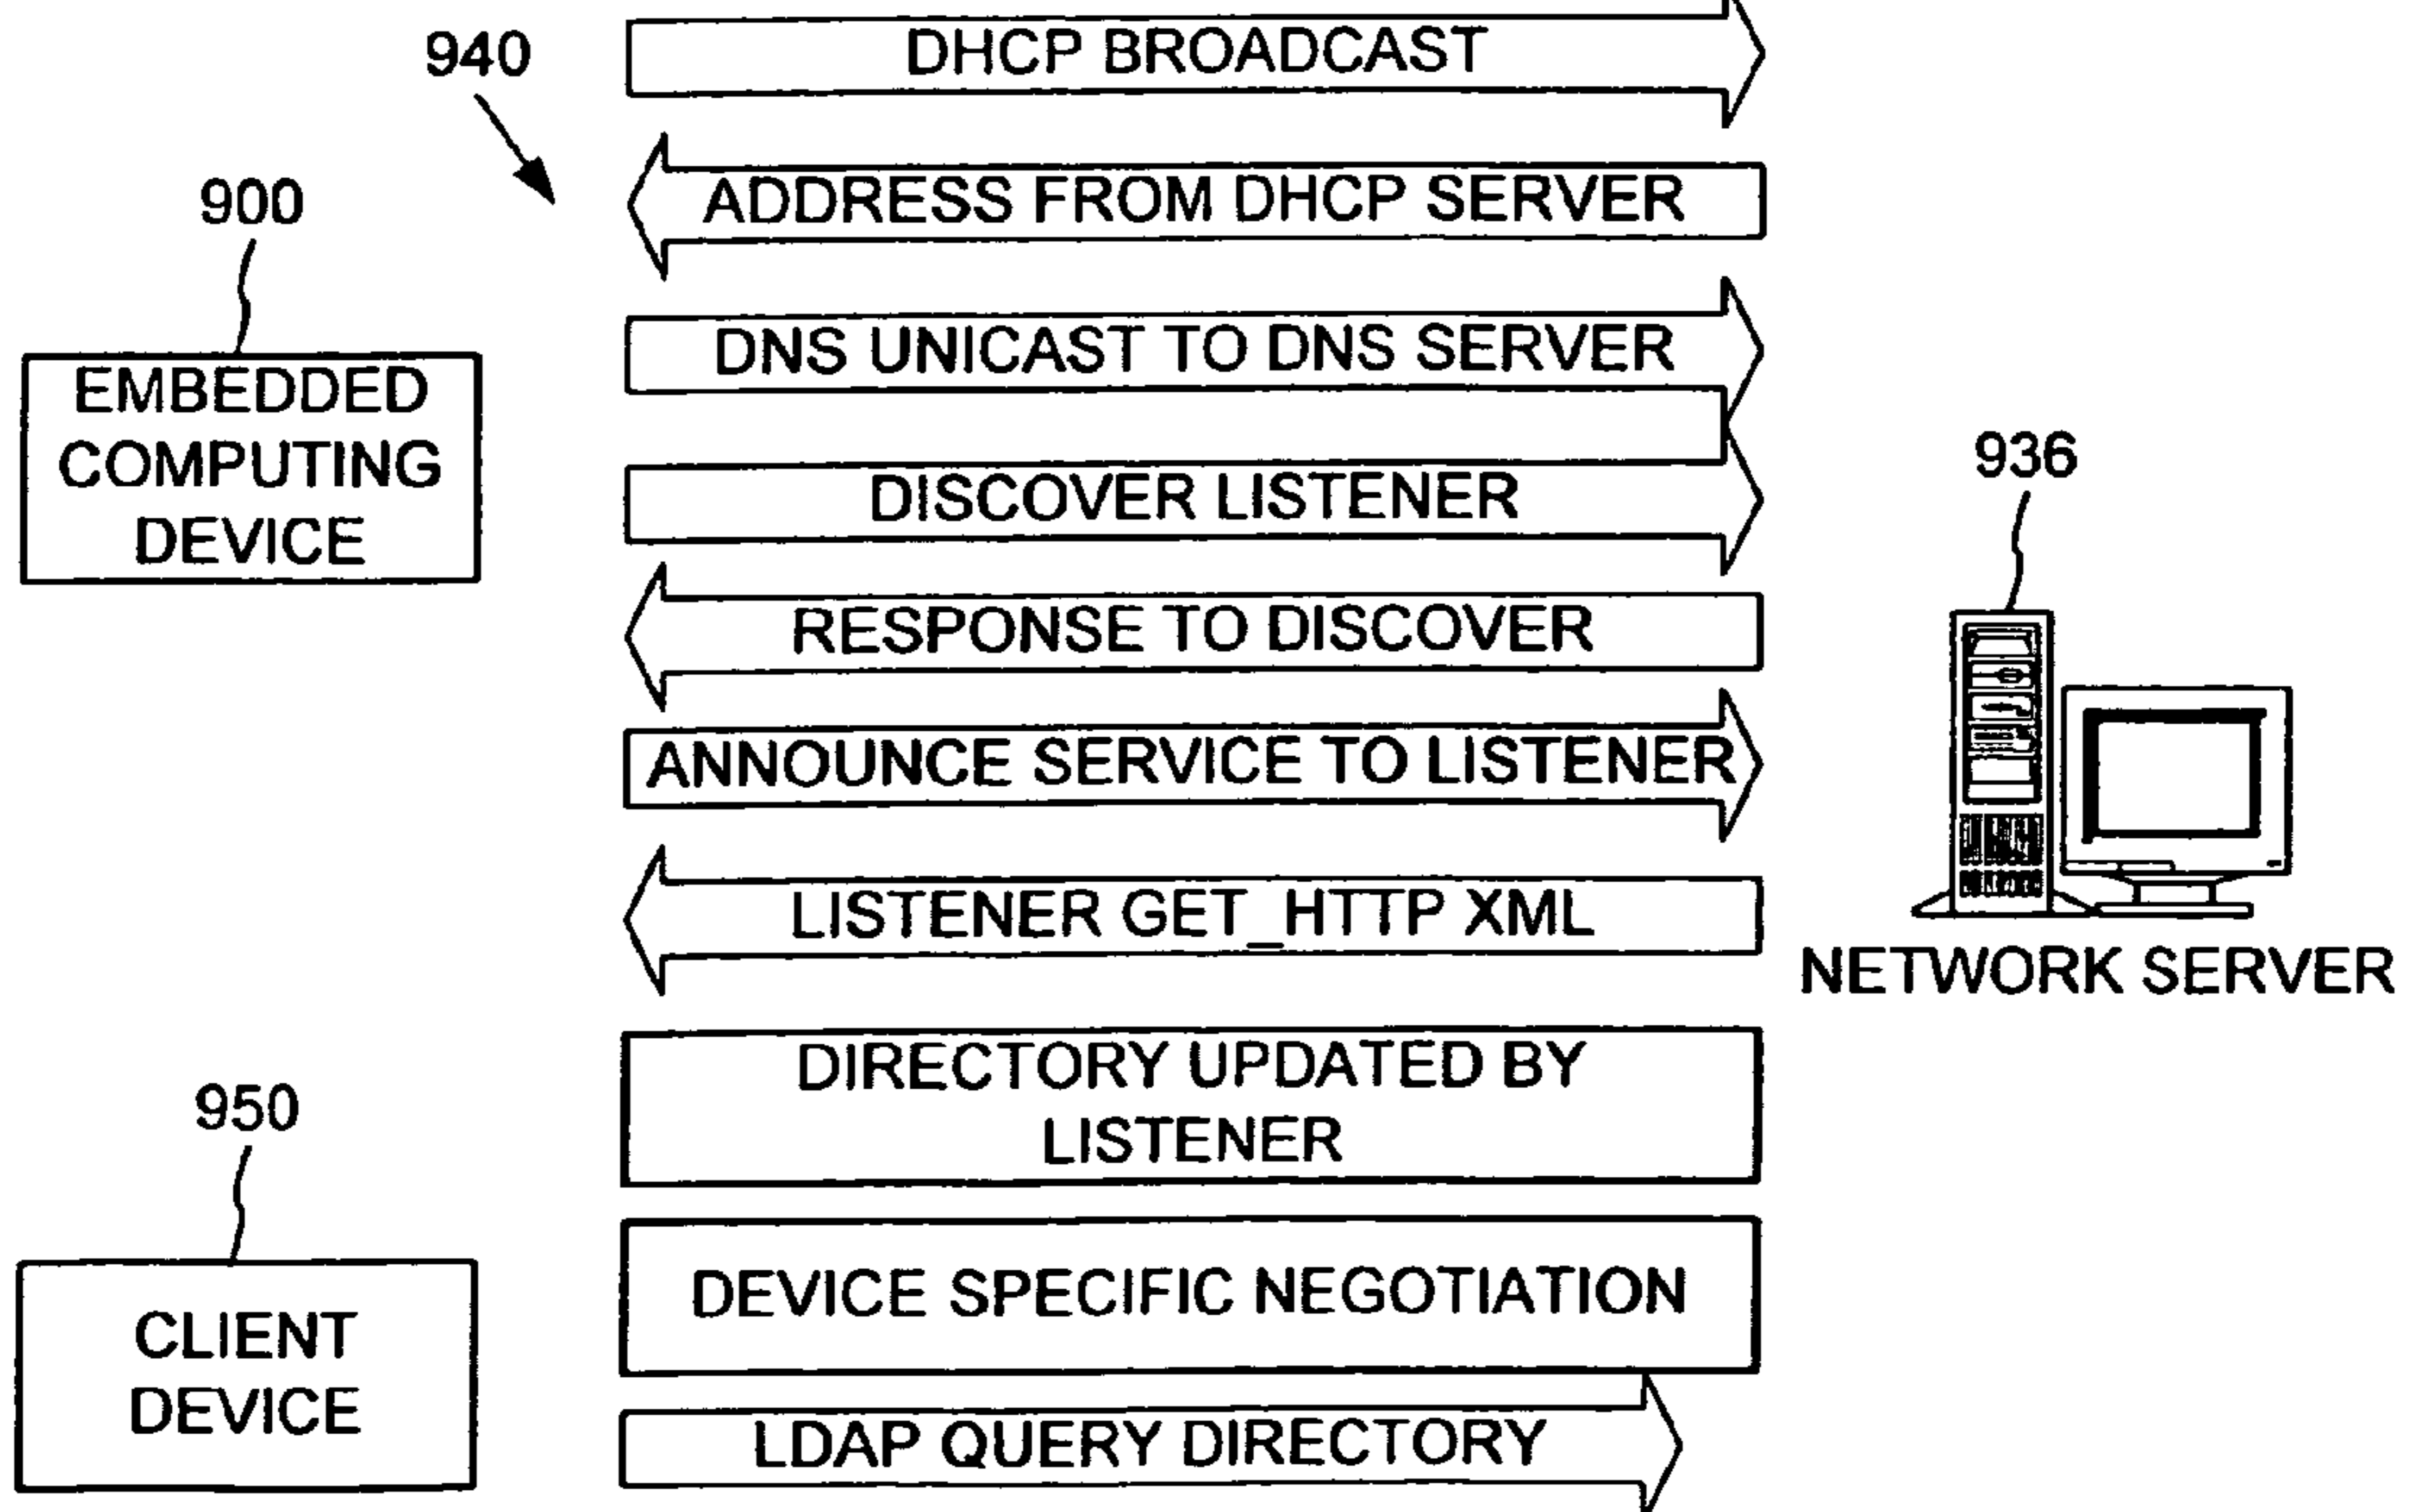 940
DHCP BROADCAST
900
ADDRESS FROM DHCP SERVER
DNS UNICAST TO DNS SERVER
EMBEDDED
COMPUTING
DEVICE
DISCOVER LISTENER
936
RESPONSE TO DISCOVER
ANNOUNCE SERVICE TO LISTENER
LISTENER GET_HTTP XML
NETWORK SERVER
DIRECTORY UPDATED BY
LISTENER
950
DEVICE SPECIFIC NEGOTIATION
CLIENT
DEVICE
LDAP QUERY DIRECTORY